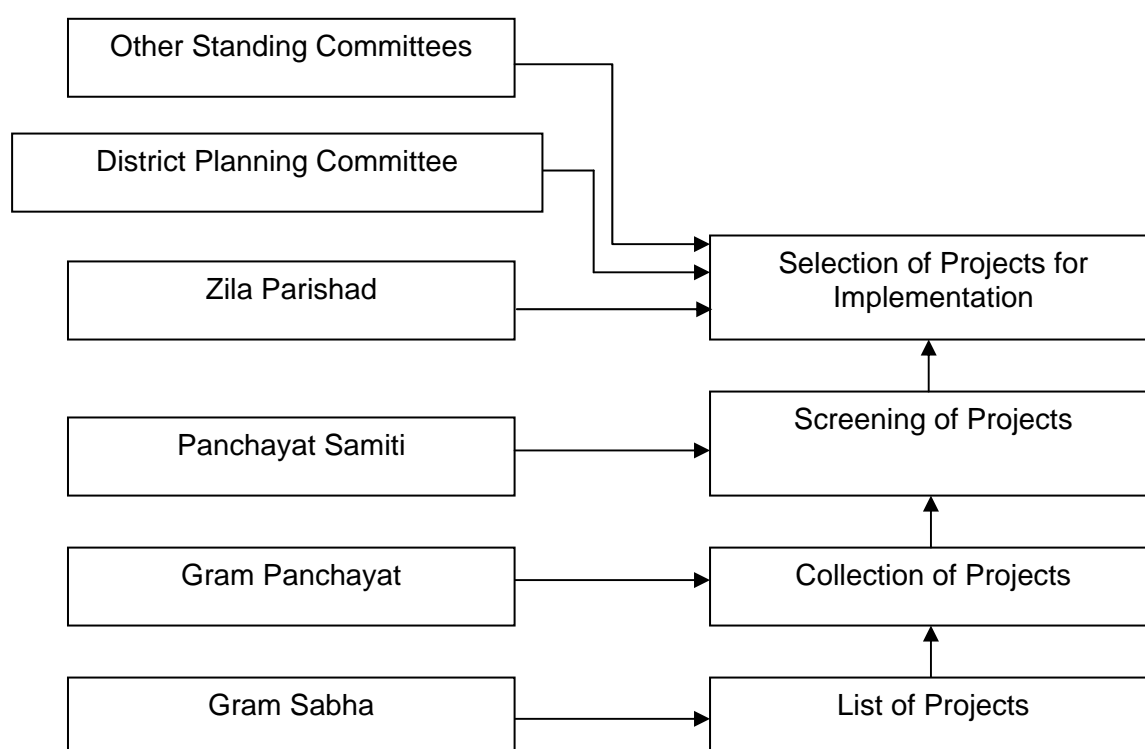 Other Standing Committees
District Planning Committee
Zila Parishad
Selection of Projects for
Implementation
Panchayat Samiti
Screening of Projects
Gram Panchayat
Collection of Projects
Gram Sabha
List of Projects